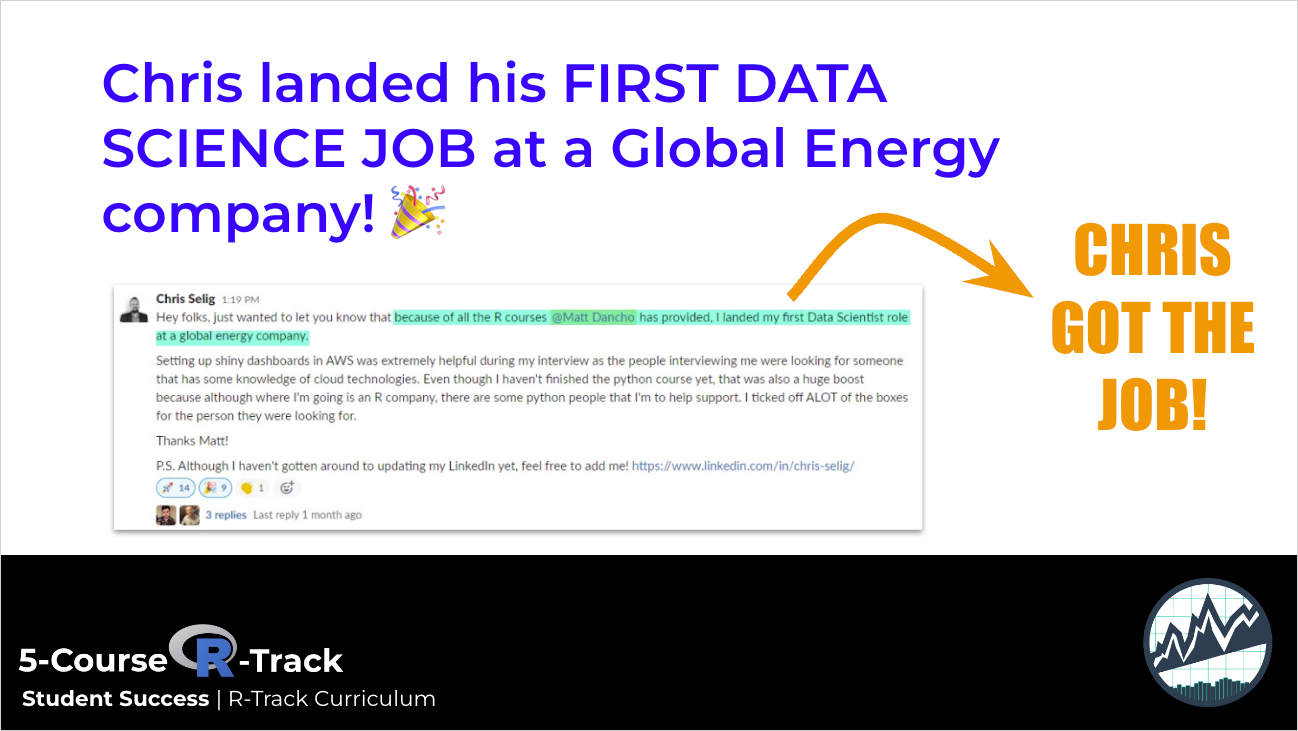 Chris landed his FIRST DATA
SCIENCE JOB at a Global Energy
company! 🎉
CHRIS
GOT THE
JOB!
Chris Selig 1:19 PM
Hey folks, just wanted to let you know that because of all the R courses @Matt Dancho has provided, I landed my first Data Scientist role
at a global energy company.
Setting up shiny dashboards in AWS was extremely helpful during my interview as the people interviewing me were looking for someone
that has some knowledge of cloud technologies. Even though I haven't finished the python course yet, that was also a huge boost
because although where I'm going is an R company, there are some python people that I'm to help support. I ticked off ALOT of the boxes
for the person they were looking for.
Thanks Matt!
P.S. Although I haven't gotten around to updating my LinkedIn yet, feel free to add me! https://www.linkedin.com/in/chris-selig/
🚀 14 🎉 9 👏 1
3 replies Last reply 1 month ago
5-Course R-Track
Student Success | R-Track Curriculum